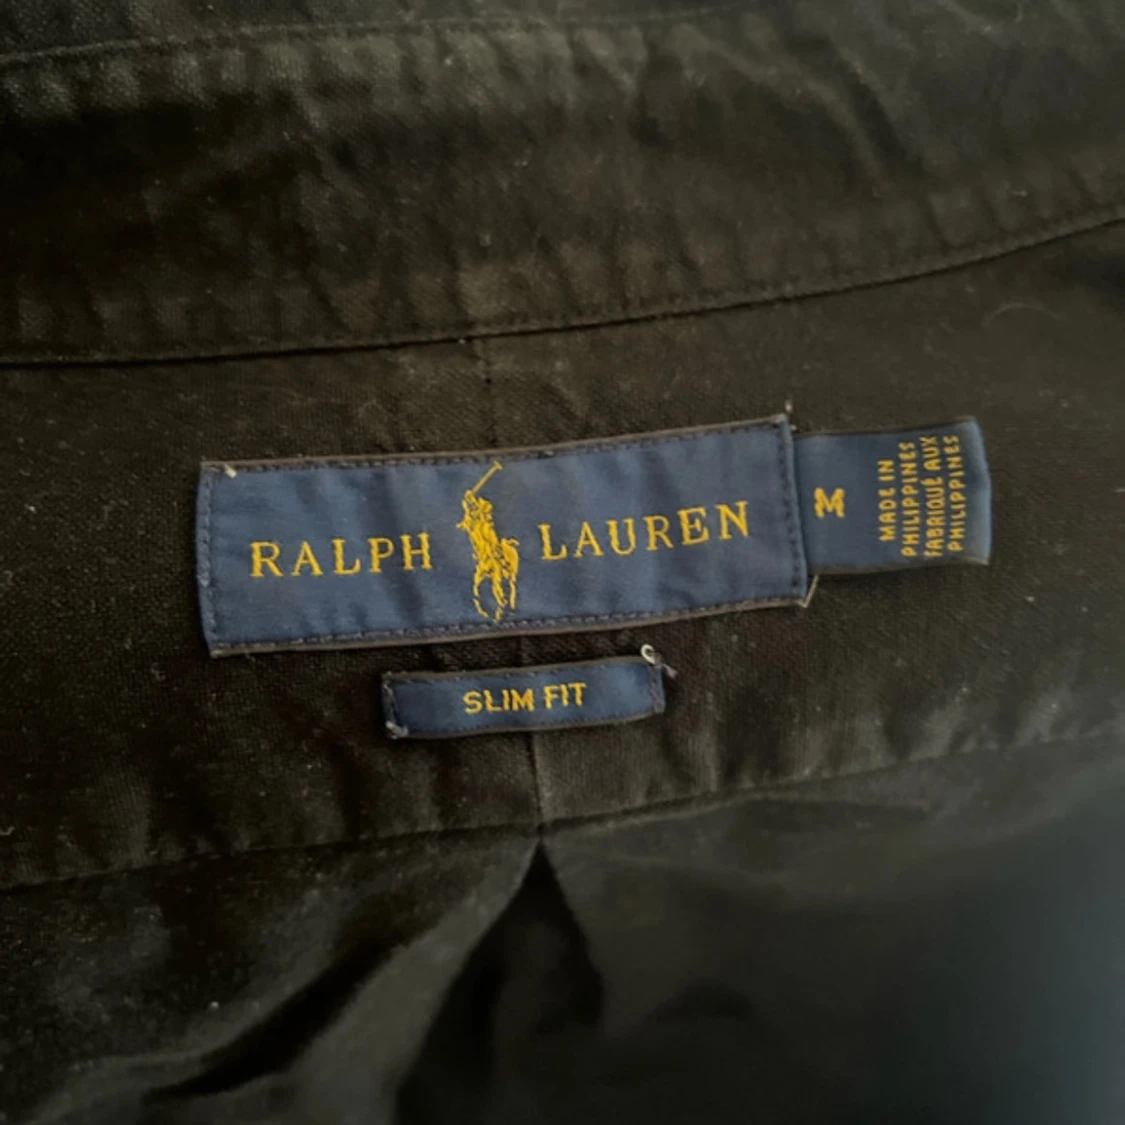 RALPH LAUREN
M
MADE IN
PHILIPPINES
FABRIQUÉ AUX
PHILIPPINES
SLIM FIT